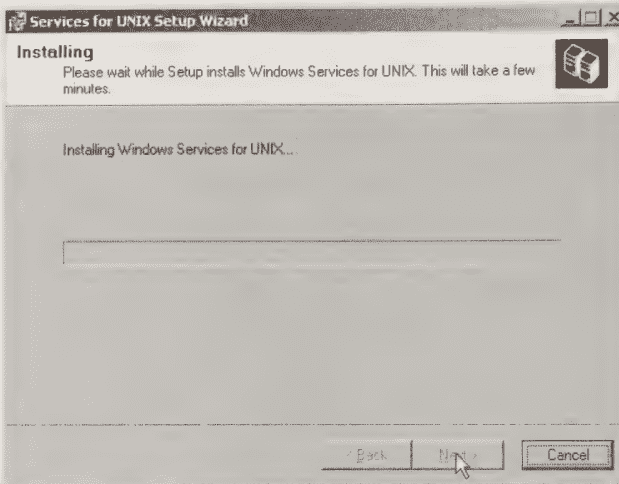 Services for UNIX Setup Wizard
Installing
Please wait while Setup installs Windows Services for UNIX. This will take a few
minutes.
Installing Windows Services for UNIX...
< Back
Next >
Cancel